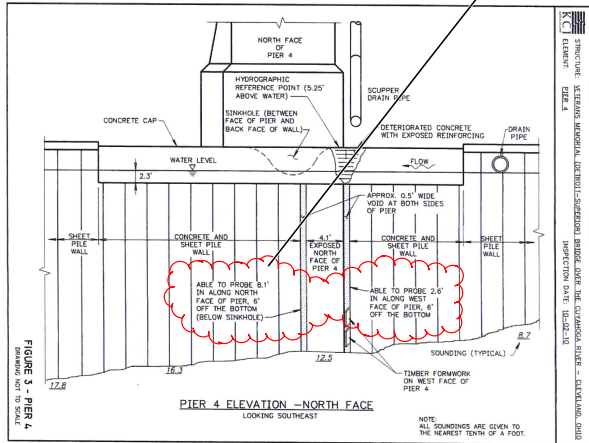 NORTH FACE
OF
PIER 4
HYDROGRAPHIC
REFERENCE POINT (5.25'
ABOVE WATER)
SCUPPER
DRAIN PIPE
SINKHOLE (BETWEEN
FACE OF PIER AND
BACK FACE OF WALL)
CONCRETE CAP
DETERIORATED CONCRETE
WITH EXPOSED REINFORCING
DRAIN
PIPE
WATER LEVEL
FLOW
2.3'
APPROX. 0.5' WIDE
VOID AT BOTH SIDES
OF PIER
SHEET
PILE
WALL
CONCRETE AND
SHEET PILE
WALL
4.1'
EXPOSED
NORTH
FACE OF
PIER 4
CONCRETE AND
SHEET PILE
WALL
SHEET
PILE
WALL
ABLE TO PROBE 8.1'
IN ALONG NORTH
FACE OF PIER, 6'
OFF THE BOTTOM
(BELOW SINKHOLE)
ABLE TO PROBE 2.6'
IN ALONG WEST
FACE OF PIER, 6'
OFF THE BOTTOM
SOUNDING (TYPICAL)
8.7
12.5
16.3
17.8
TIMBER FORMWORK
ON WEST FACE OF
PIER 4
PIER 4 ELEVATION -NORTH FACE
LOOKING SOUTHEAST
NOTE:
ALL SOUNDINGS ARE GIVEN TO
THE NEAREST TENTH OF A FOOT.
FIGURE 3 - PIER 4
DRAWING NOT TO SCALE
KCI
STRUCTURE: VETERANS MEMORIAL (DETROIT-SUPERIOR) BRIDGE OVER THE CUYAHOGA RIVER - CLEVELAND, OHIO
ELEMENT: PIER 4
INSPECTION DATE: 10-02-10